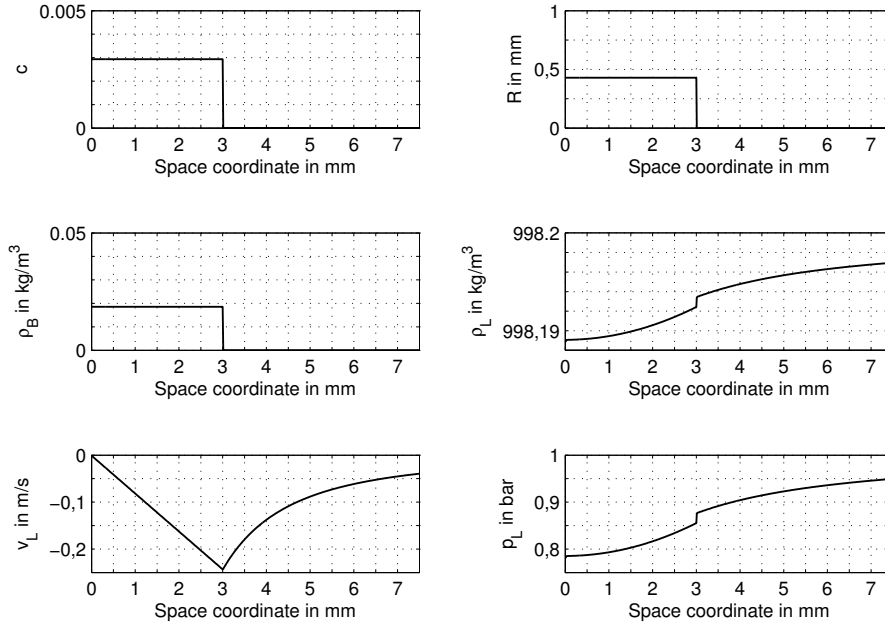 0.005
c
0
0 1 2 3 4 5 6 7
Space coordinate in mm
1
R in mm
0,5
0
0 1 2 3 4 5 6 7
Space coordinate in mm
0.05
ρ_B in kg/m³
0
0 1 2 3 4 5 6 7
Space coordinate in mm
998.2
ρ_L in kg/m³
998,19
0 1 2 3 4 5 6 7
Space coordinate in mm
0
v_L in m/s
−0,1
−0,2
0 1 2 3 4 5 6 7
Space coordinate in mm
1
p_L in bar
0,9
0,8
0 1 2 3 4 5 6 7
Space coordinate in mm